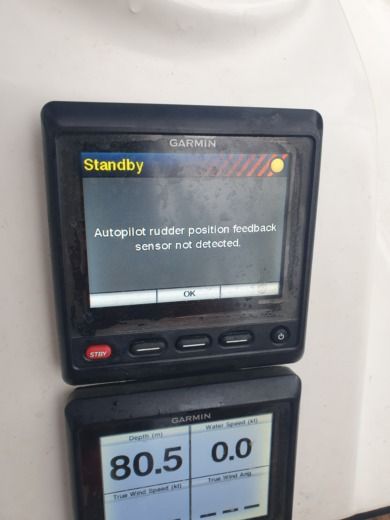 GARMIN
Standby
Autopilot rudder position feedback
sensor not detected.
OK
STBY
GARMIN
Depth (m)
Water Speed (kt)
80.5
0.0
True Wind Speed (kt)
True Wind Ang